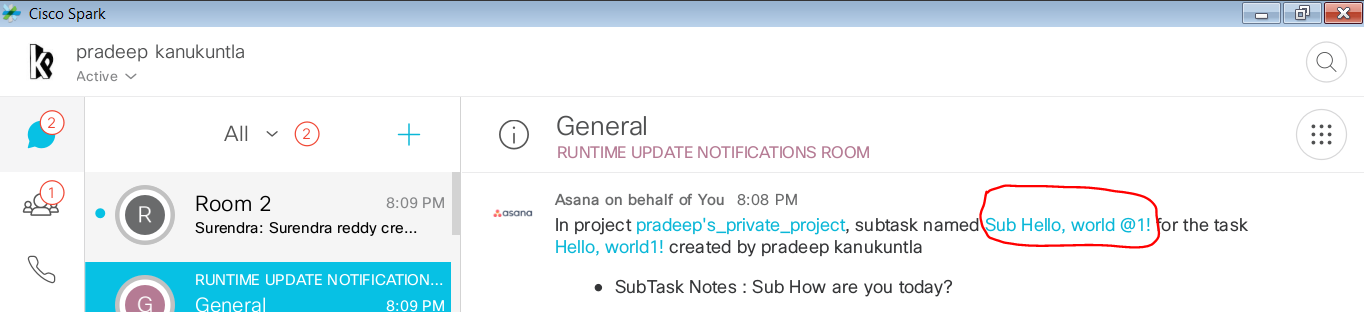 Cisco Spark
pradeep kanukuntla
Active
2
1
All 2 +
Room 2 8:09 PM
R
Surendra: Surendra reddy cre...
RUNTIME UPDATE NOTIFICATION...
G
General 8:09 PM
General
RUNTIME UPDATE NOTIFICATIONS ROOM
asana
Asana on behalf of You 8:08 PM
In project pradeep's_private_project, subtask named Sub Hello, world @1! for the task
Hello, world1! created by pradeep kanukuntla
• SubTask Notes : Sub How are you today?